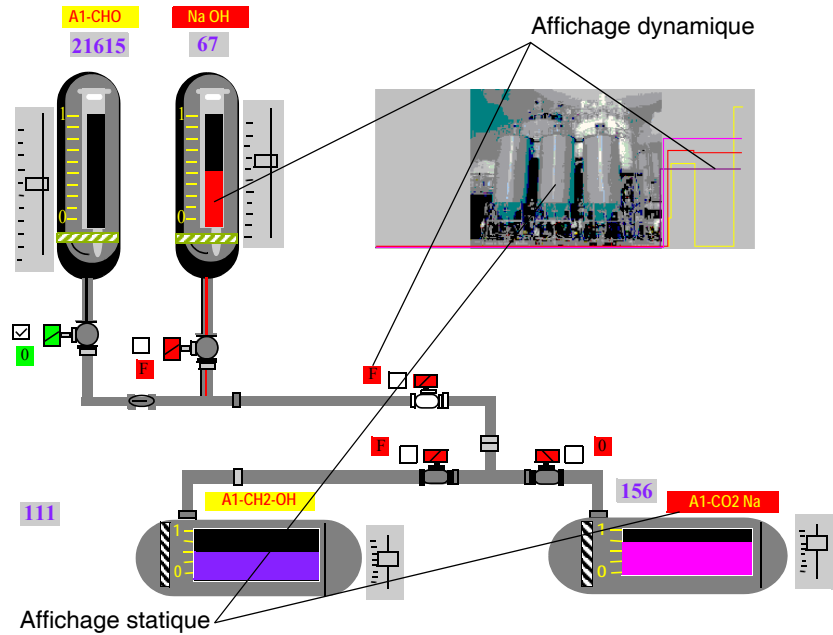 A1-CHO
Na OH
Affichage dynamique
21615
67
1
1
0
0
0
F
F
F
0
111
A1-CH2-OH
156
A1-CO2 Na
1
0
1
0
Affichage statique